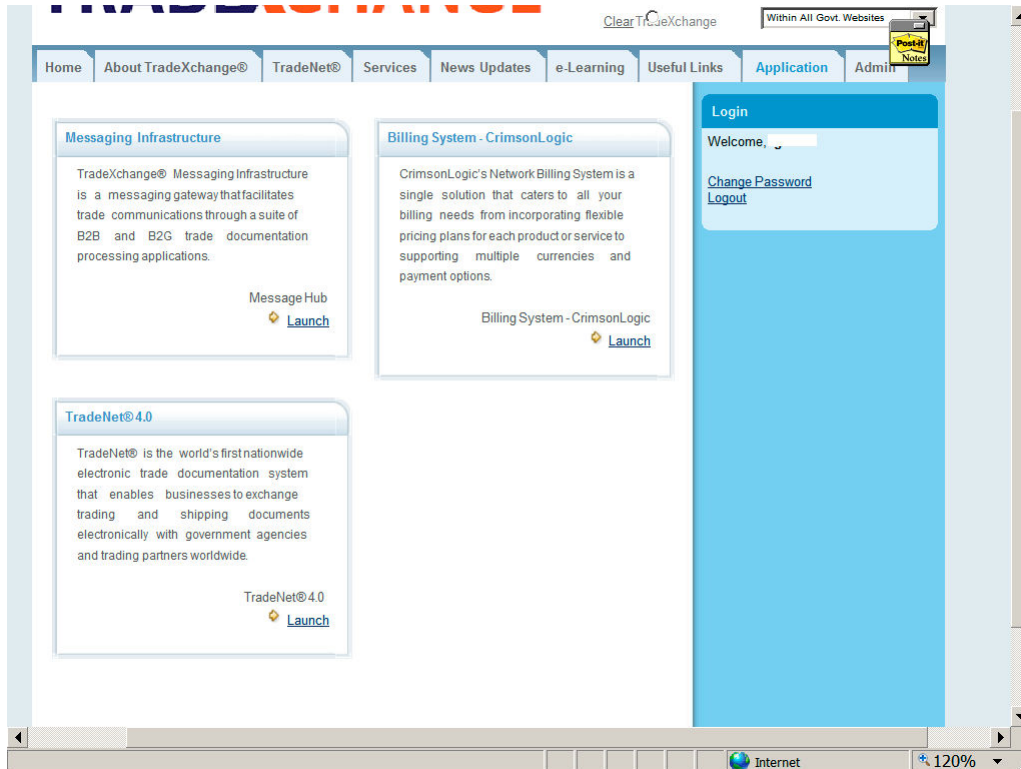 TRADEXCHANGE
Clear TradeXchange
Within All Govt. Websites
Post-it
Notes
Home About TradeXchange® TradeNet® Services News Updates e-Learning Useful Links Application Admin
Login
Welcome,
Change Password
Logout
Messaging Infrastructure
TradeXchange® Messaging Infrastructure
is a messaging gateway that facilitates
trade communications through a suite of
B2B and B2G trade documentation
processing applications.
Message Hub
Launch
Billing System - CrimsonLogic
CrimsonLogic's Network Billing System is a
single solution that caters to all your
billing needs from incorporating flexible
pricing plans for each product or service to
supporting multiple currencies and
payment options.
Billing System - CrimsonLogic
Launch
TradeNet® 4.0
TradeNet® is the world's first nationwide
electronic trade documentation system
that enables businesses to exchange
trading and shipping documents
electronically with government agencies
and trading partners worldwide.
TradeNet® 4.0
Launch
Internet
120%